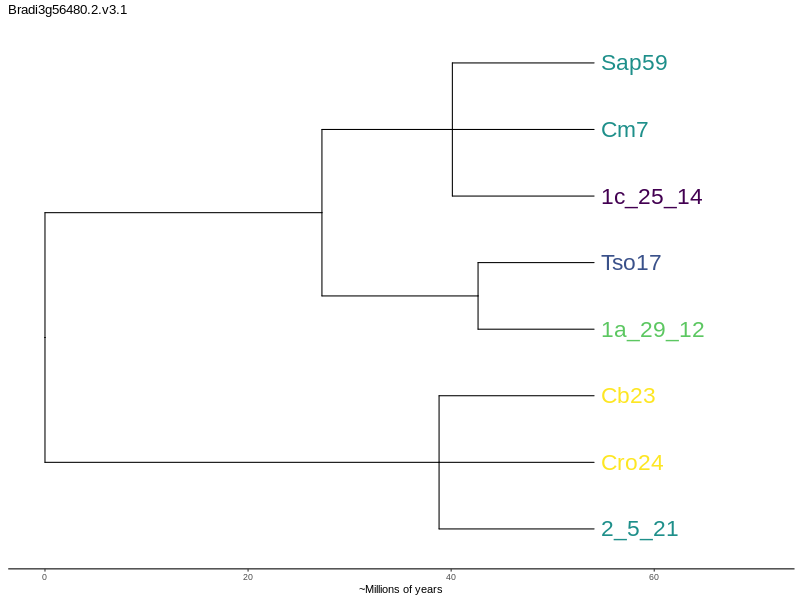 Bradi3g56480.2.v3.1
Sap59
Cm7
1c_25_14
Tso17
1a_29_12
Cb23
Cro24
2_5_21
0 20 40 60
~Millions of years